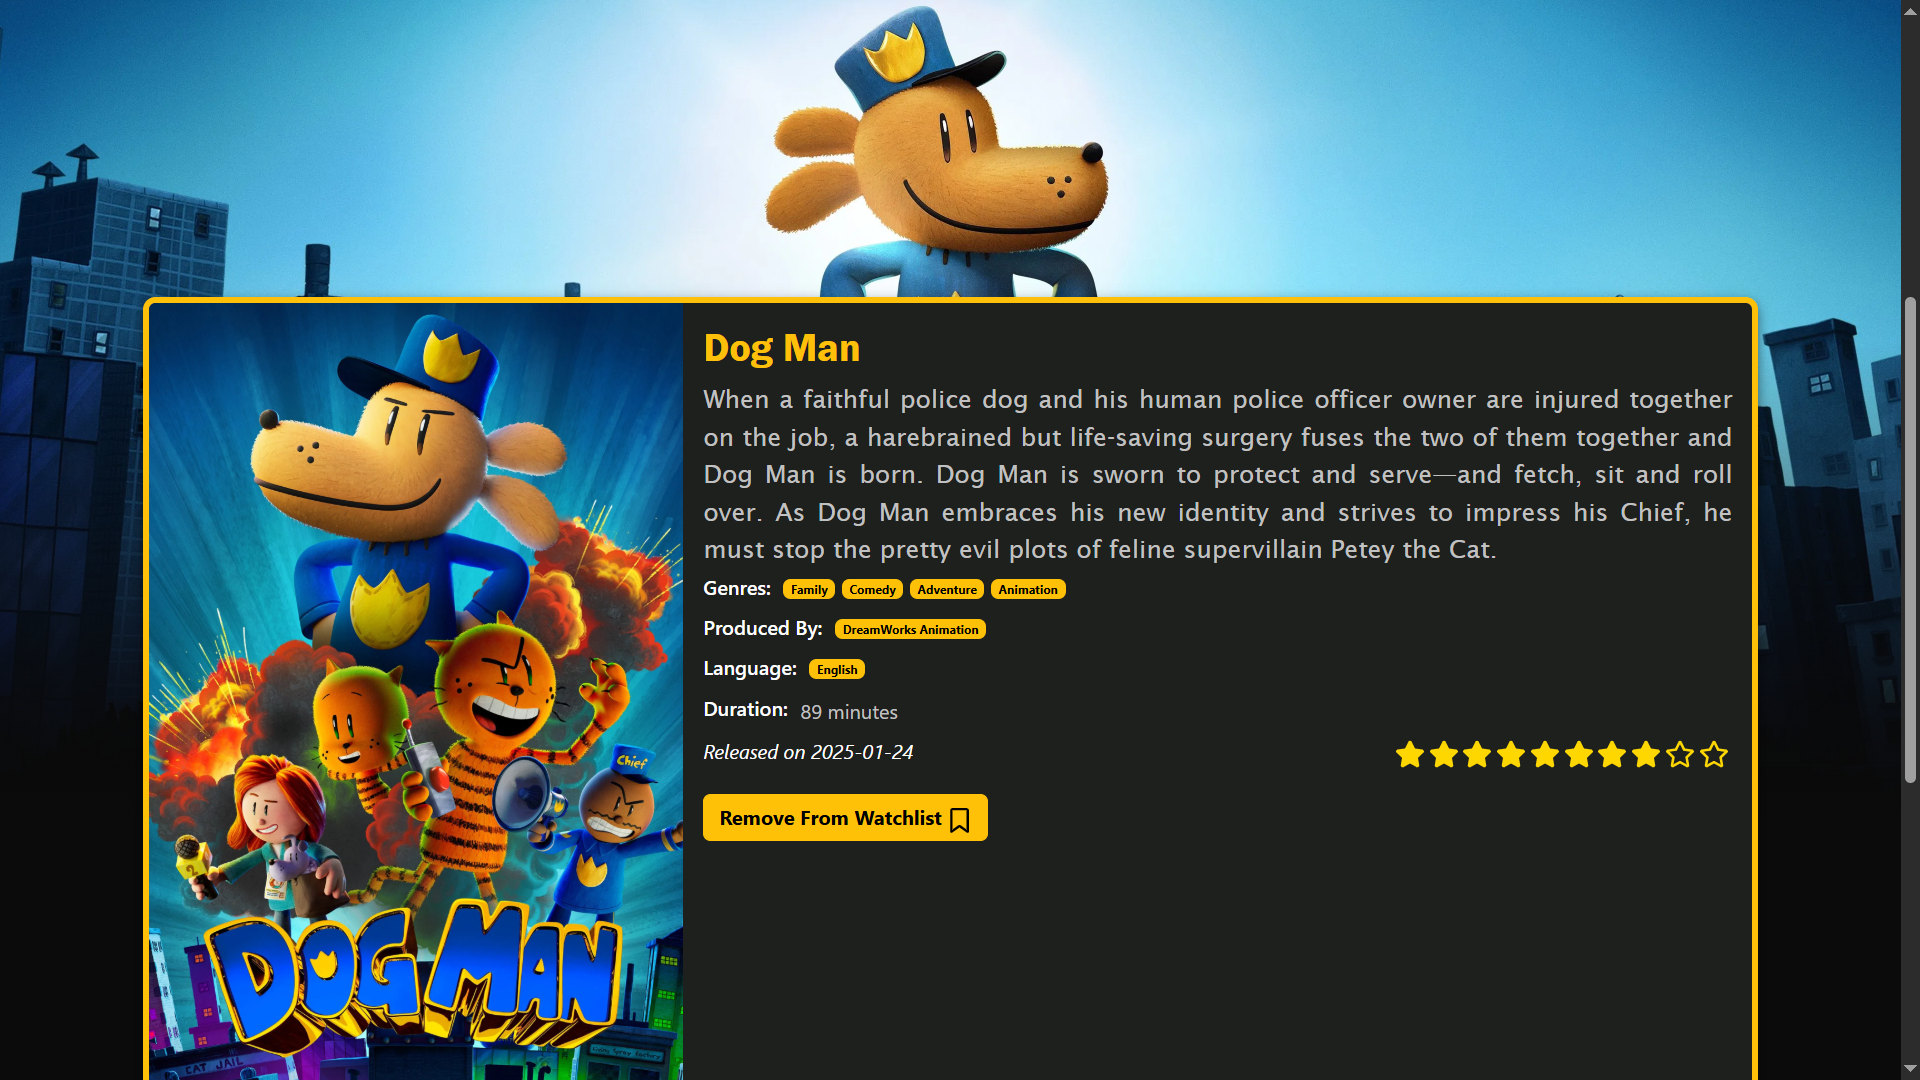 Dog Man
When a faithful police dog and his human police officer owner are injured together
on the job, a harebrained but life-saving surgery fuses the two of them together and
Dog Man is born. Dog Man is sworn to protect and serve—and fetch, sit and roll
over. As Dog Man embraces his new identity and strives to impress his Chief, he
must stop the pretty evil plots of feline supervillain Petey the Cat.
Genres: Family Comedy Adventure Animation
Produced By: DreamWorks Animation
Language: English
Duration: 89 minutes
Released on 2025-01-24
Remove From Watchlist
Chief
2
DOG MAN
CAT JAIL